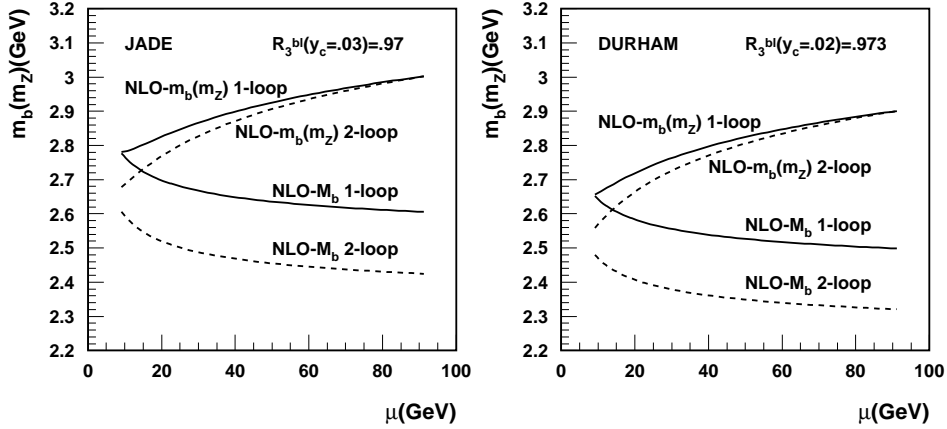 m_b(m_Z)(GeV)
3.2
3.1
3
2.9
2.8
2.7
2.6
2.5
2.4
2.3
2.2
JADE R_3^bl(y_c=.03)=.97
NLO-m_b(m_Z) 1-loop
NLO-m_b(m_Z) 2-loop
NLO-M_b 1-loop
NLO-M_b 2-loop
0 20 40 60 80 100
μ(GeV)
m_b(m_Z)(GeV)
3.2
3.1
3
2.9
2.8
2.7
2.6
2.5
2.4
2.3
2.2
DURHAM R_3^bl(y_c=.02)=.973
NLO-m_b(m_Z) 1-loop
NLO-m_b(m_Z) 2-loop
NLO-M_b 1-loop
NLO-M_b 2-loop
0 20 40 60 80 100
μ(GeV)